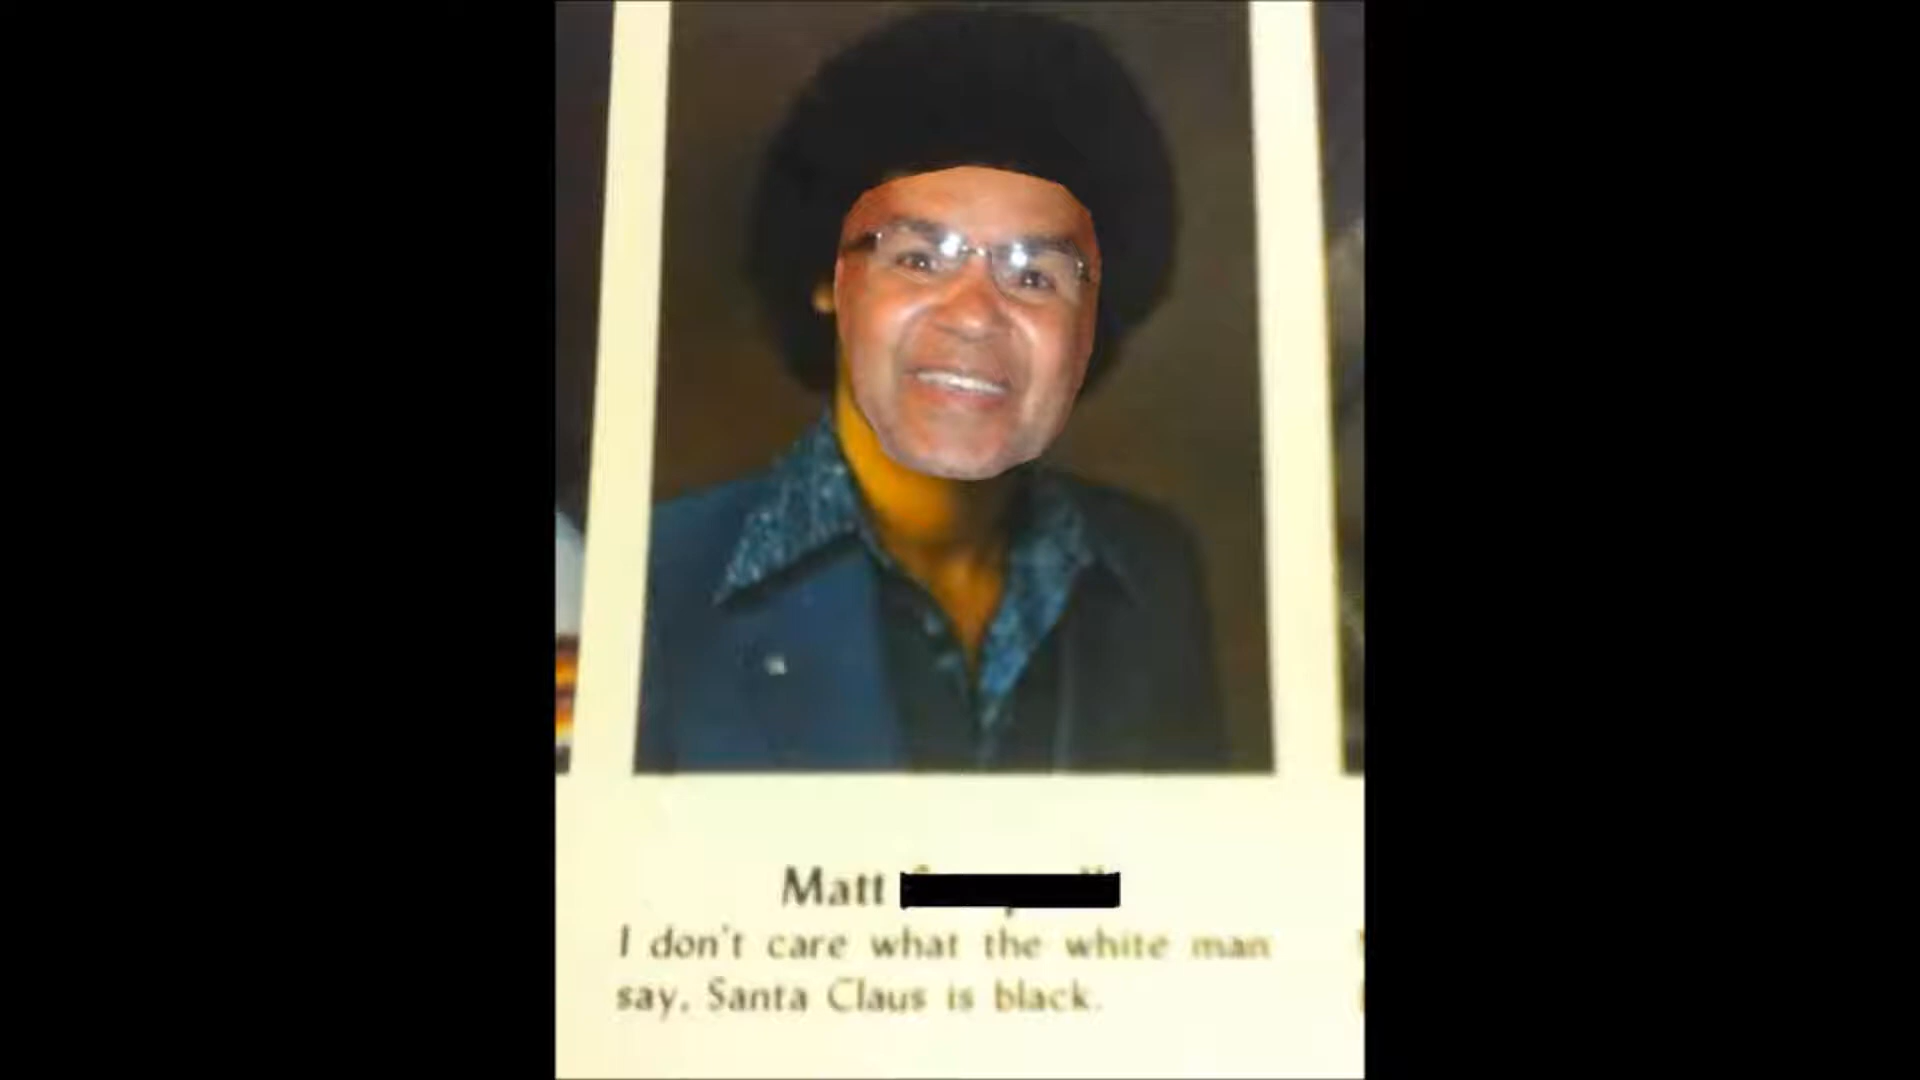 Matt
I don't care what the white man
say, Santa Claus is black.